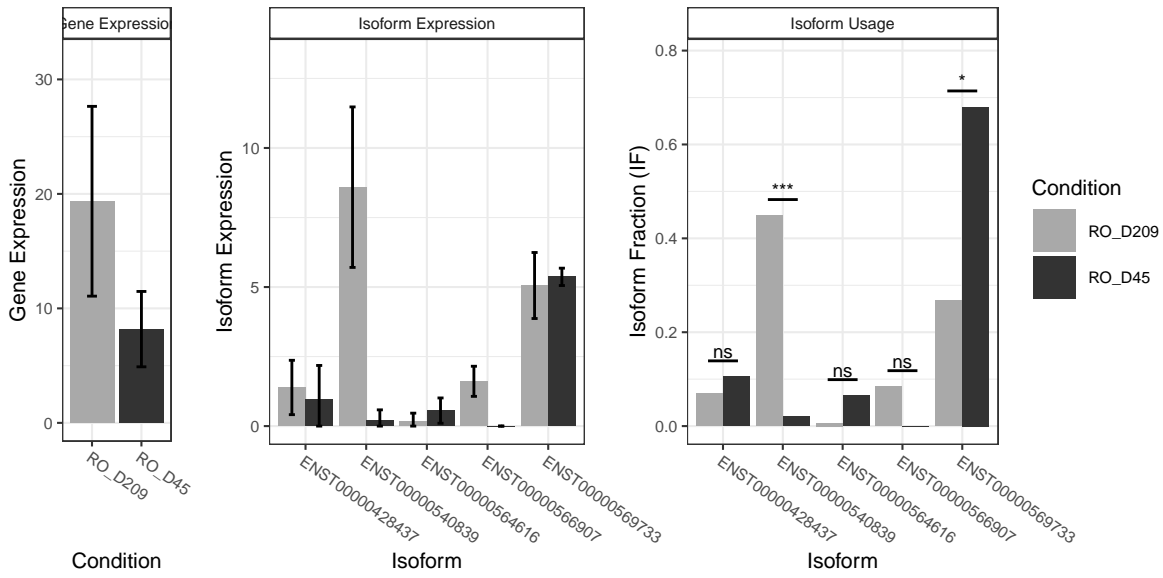 Gene Expression
Isoform Expression
Isoform Usage
Gene Expression
30
20
10
0
RO_D209
RO_D45
Condition
Isoform Expression
10
5
0
ENST00000428437
ENST00000540839
ENST00000564616
ENST00000566907
ENST00000569733
Isoform
Isoform Fraction (IF)
0.8
0.6
0.4
0.2
0.0
ns
***
ns
ns
*
ENST00000428437
ENST00000540839
ENST00000564616
ENST00000566907
ENST00000569733
Isoform
Condition
RO_D209
RO_D45